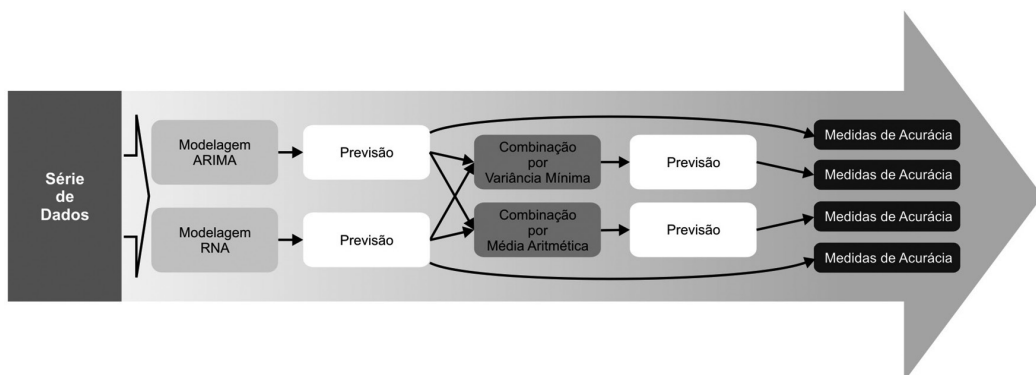 Série
de
Dados
Modelagem
ARIMA
Previsão
Combinação
por
Variância Mínima
Previsão
Medidas de Acurácia
Medidas de Acurácia
Modelagem
RNA
Previsão
Combinação
por
Média Aritmética
Previsão
Medidas de Acurácia
Medidas de Acurácia